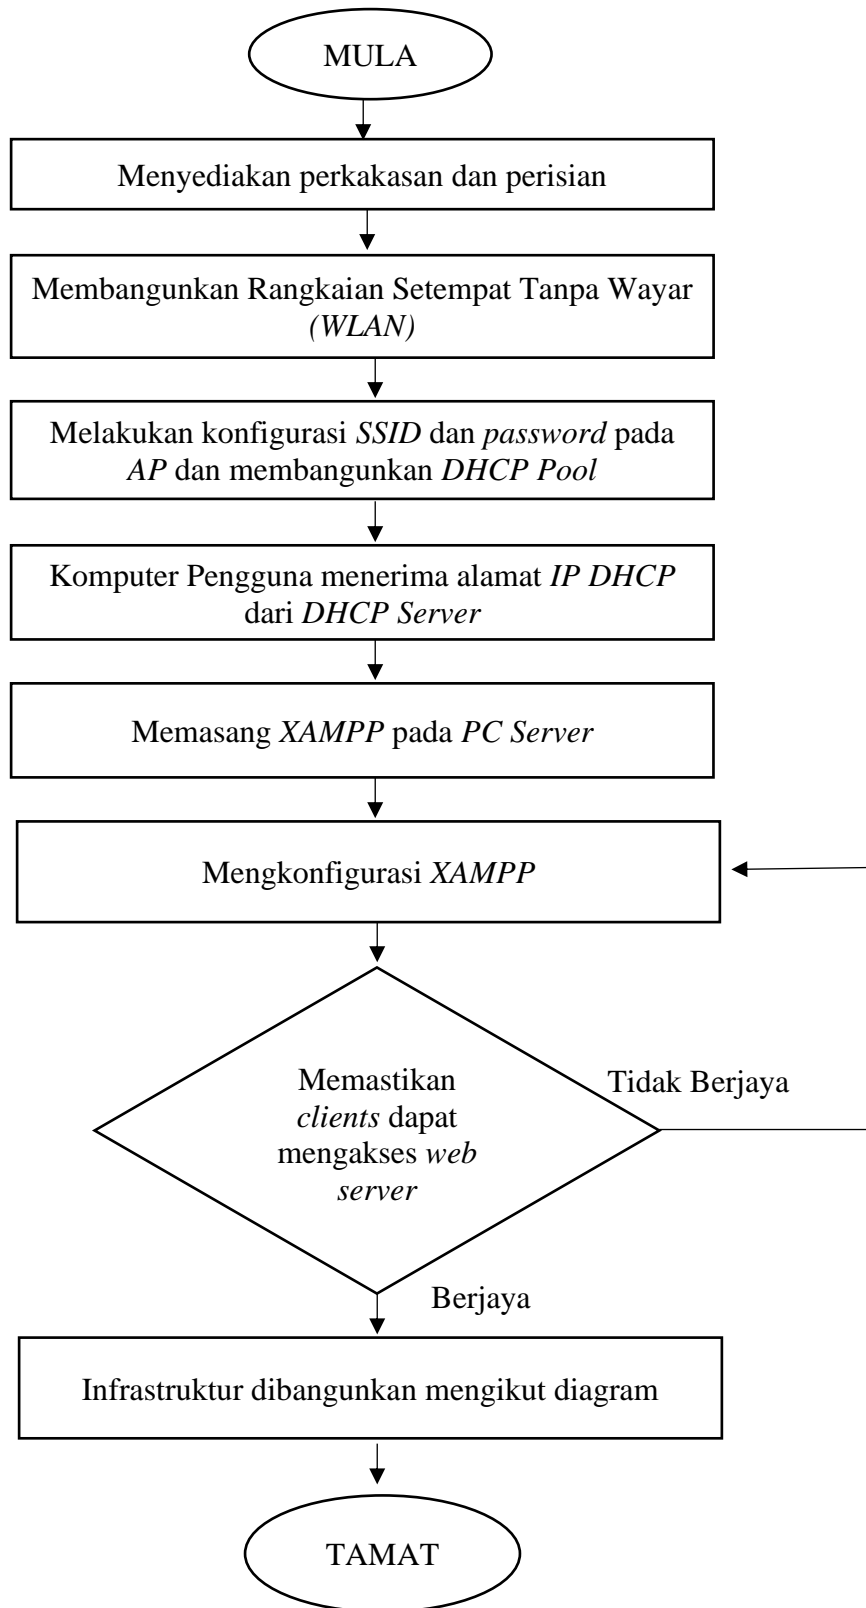 MULA
Menyediakan perkakasan dan perisian
Membangunkan Rangkaian Setempat Tanpa Wayar
(WLAN)
Melakukan konfigurasi SSID dan password pada
AP dan membangunkan DHCP Pool
Komputer Pengguna menerima alamat IP DHCP
dari DHCP Server
Memasang XAMPP pada PC Server
Mengkonfigurasi XAMPP
Memastikan
clients dapat
mengakses web
server
Tidak Berjaya
Berjaya
Infrastruktur dibangunkan mengikut diagram
TAMAT